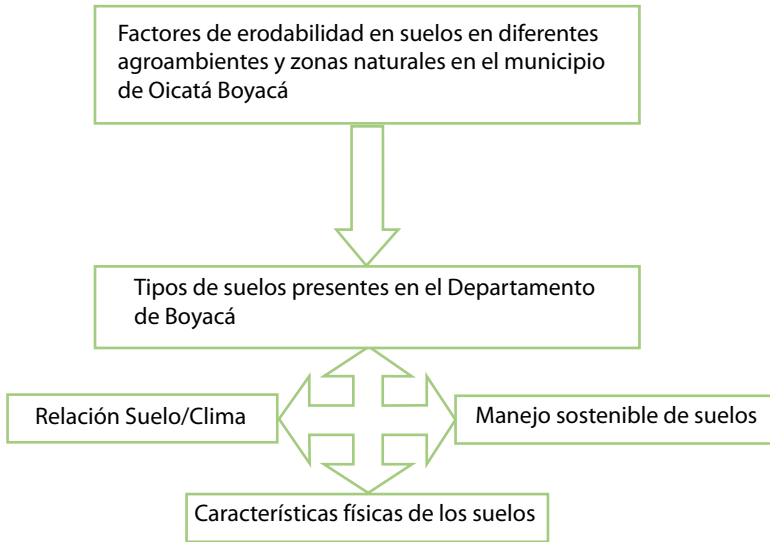 Factores de erodabilidad en suelos en diferentes
agroambientes y zonas naturales en el municipio
de Oicatá Boyacá
Tipos de suelos presentes en el Departamento
de Boyacá
Relación Suelo/Clima
Manejo sostenible de suelos
Características físicas de los suelos